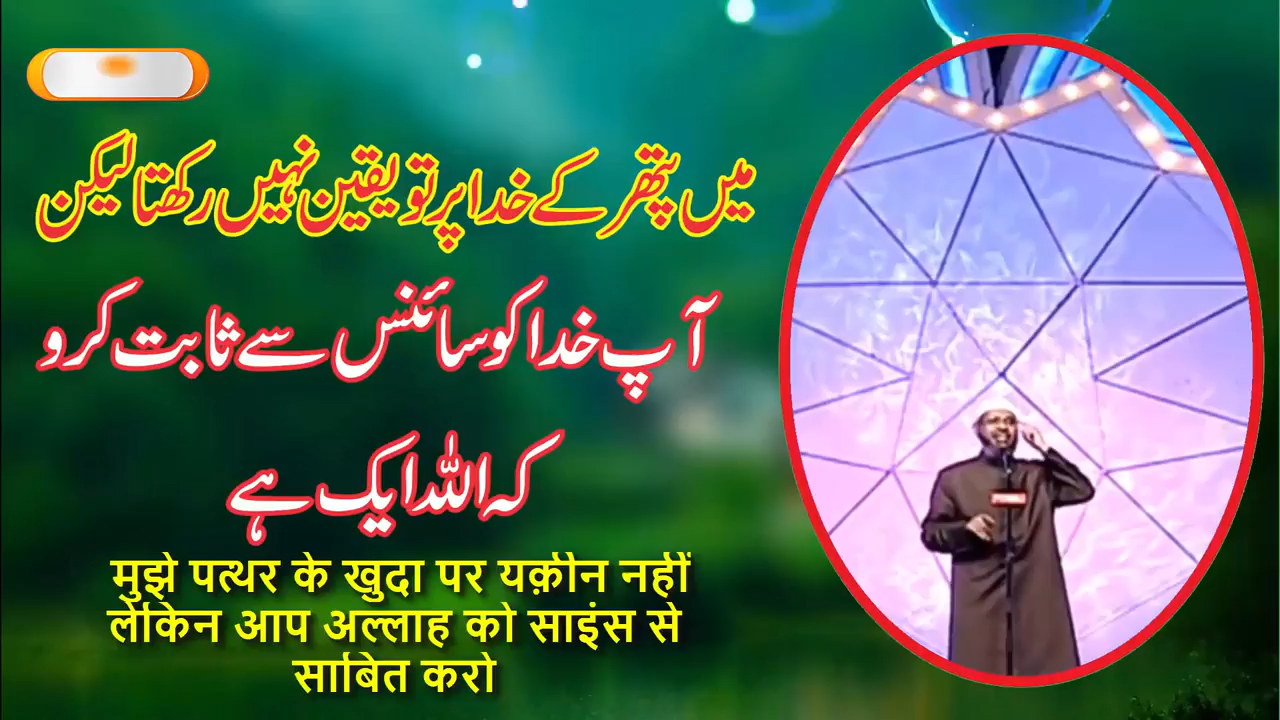 میں پتھر کے خدا پر تو یقین نہیں رکھتا لیکن
آپ خدا کو سائنس سے ثابت کرو
کہ اللہ ایک ہے
मुझे पत्थर के खुदा पर यक़ीन नहीं
लेकिन आप अल्लाह को साइंस से
साबित करो